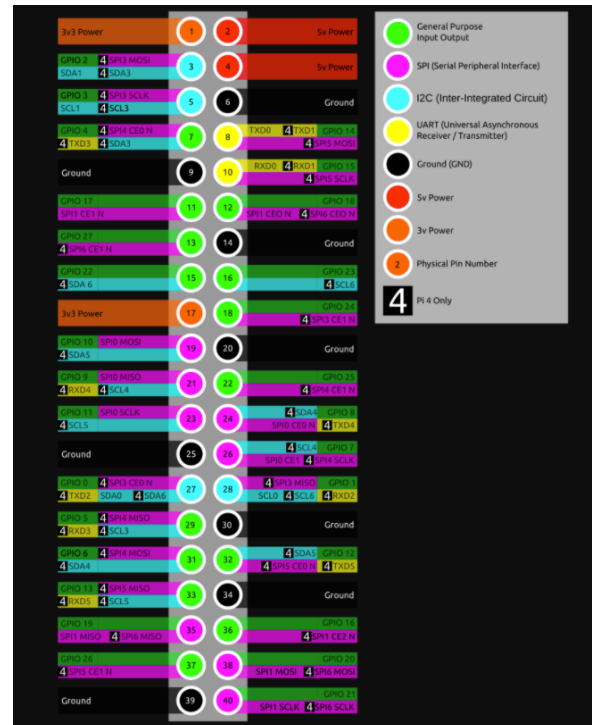 3v3 Power 1 2 5v Power
GPIO 2 4 SPI3 MOSI
SDA1 4 SDA3 3 4 5v Power
GPIO 3 4 SPI3 SCLK
SCL1 4 SCL3 5 6 Ground
GPIO 4 4 SPI4 CE0 N 7 8 TXD0 4 TXD1 GPIO 14
4 TXD3 4 SDA3 4 SPI5 MOSI
Ground 9 10 RXD0 4 RXD1 GPIO 15
4 SPI5 SCLK
GPIO 17 11 12 GPIO 18
SPI1 CE1 N SPI1 CEO N 4 SPI6 CEO N
GPIO 27 13 14 Ground
4 SPI6 CE1 N
GPIO 22 15 16 GPIO 23
4 SDA 6 4 SCL6
3v3 Power 17 18 GPIO 24
4 SPI3 CE1 N
GPIO 10 SPI0 MOSI 19 20 Ground
4 SDA5
GPIO 9 SPI0 MISO 21 22 GPIO 25
4 RXD4 4 SCL4 4 SPI4 CE1 N
GPIO 11 SPI0 SCLK 23 24 4 SDA4 GPIO 8
4 SCL5 SPI0 CE0 N 4 TXD4
Ground 25 26 4 SCL4 GPIO 7
SPI0 CE1 4 SPI4 SCLK
GPIO 0 4 SPI3 CE0 N 27 28 4 SPI3 MISO GPIO 1
4 TXD2 SDA0 4 SDA6 SCL0 4 SCL6 4 RXD2
GPIO 5 4 SPI4 MISO 29 30 Ground
4 RXD3 4 SCL3
GPIO 6 4 SPI4 MOSI 31 32 4 SDA5 GPIO 12
4 SDA4 4 SPI5 CE0 N 4 TXD5
GPIO 13 4 SPI5 MISO 33 34 Ground
4 RXD5 4 SCL5
GPIO 19 35 36 GPIO 16
SPI1 MISO 4 SPI6 MISO 4 SPI1 CE2 N
GPIO 26 37 38 GPIO 20
4 SPI5 CE1 N SPI1 MOSI 4 SPI6 MOSI
Ground 39 40 GPIO 21
SPI1 SCLK 4 SPI6 SCLK
General Purpose
Input Output
SPI (Serial Peripheral Interface)
I2C (Inter-Integrated Circuit)
UART (Universal Asynchronous
Receiver / Transmitter)
Ground (GND)
5v Power
3v Power
2 Physical Pin Number
4 Pi 4 Only